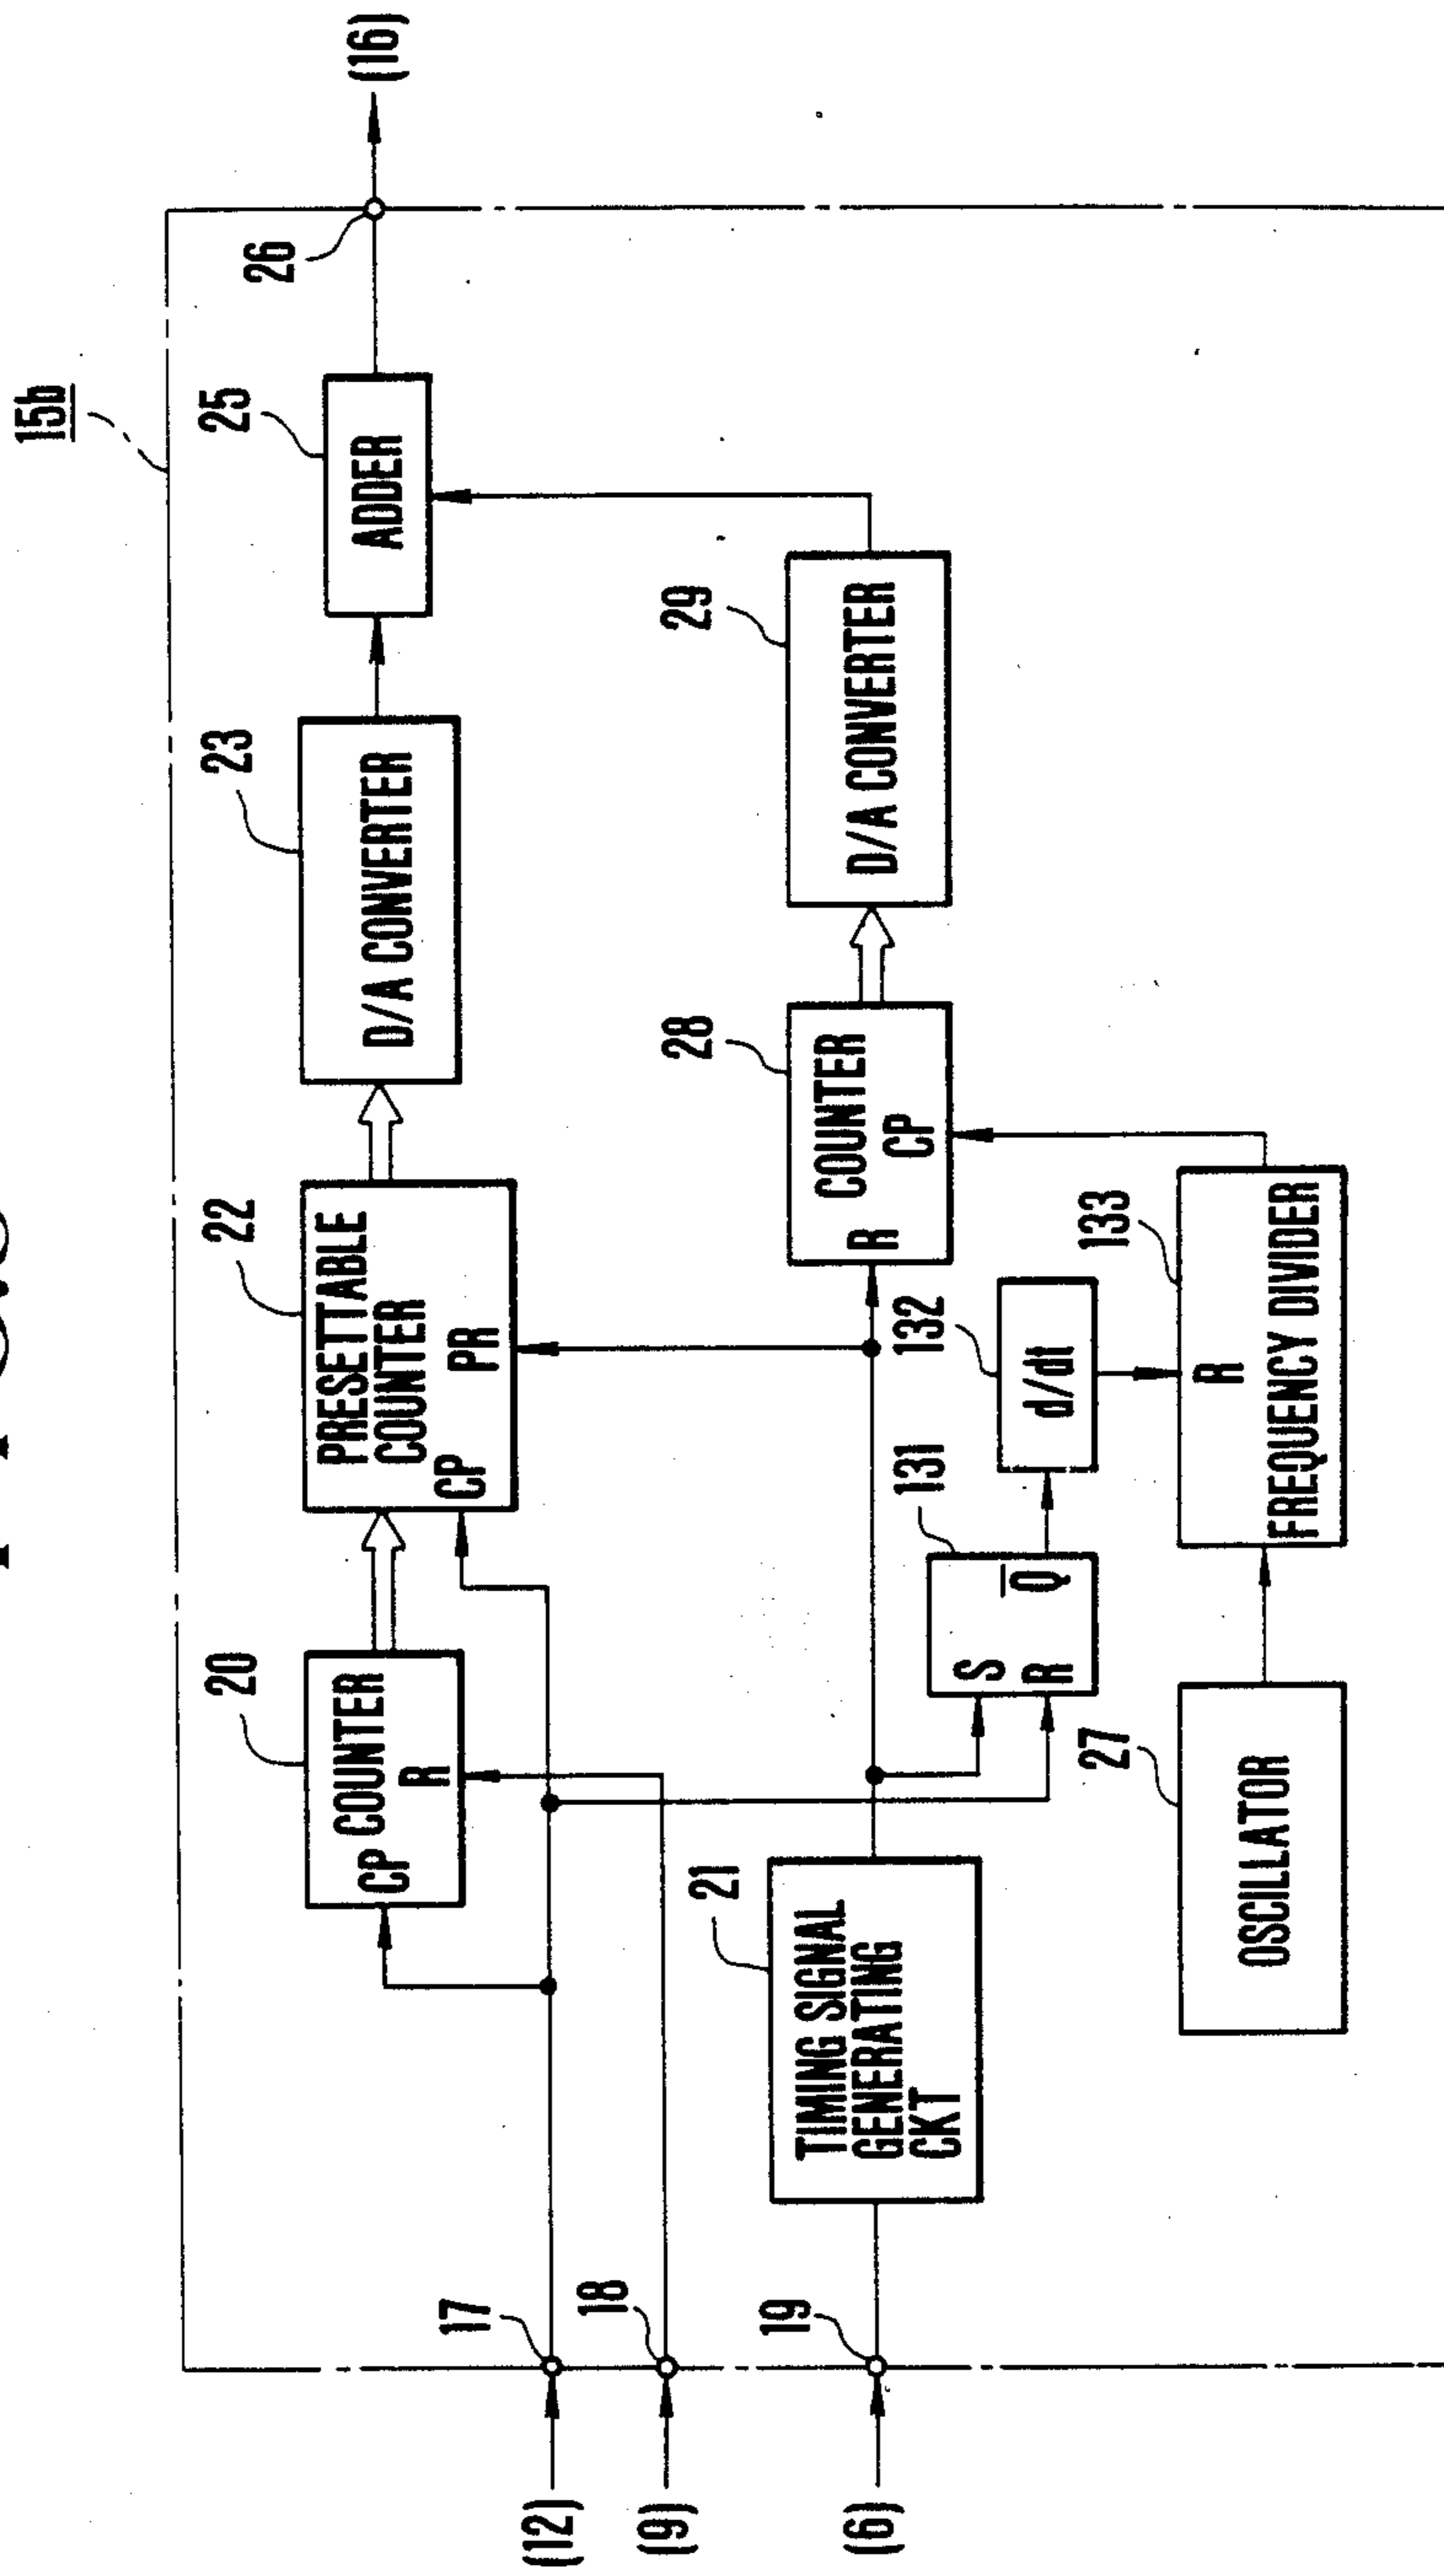 15b
(12)
17
(9)
18
(6)
19
20
CP COUNTER
R
22
PRESETTABLE
COUNTER
CP PR
23
D/A CONVERTER
25
ADDER
26
(16)
21
TIMING SIGNAL
GENERATING
CKT
28
COUNTER
R CP
29
D/A CONVERTER
131
S Q̅
R
132
d/dt
133
R
FREQUENCY DIVIDER
27
OSCILLATOR